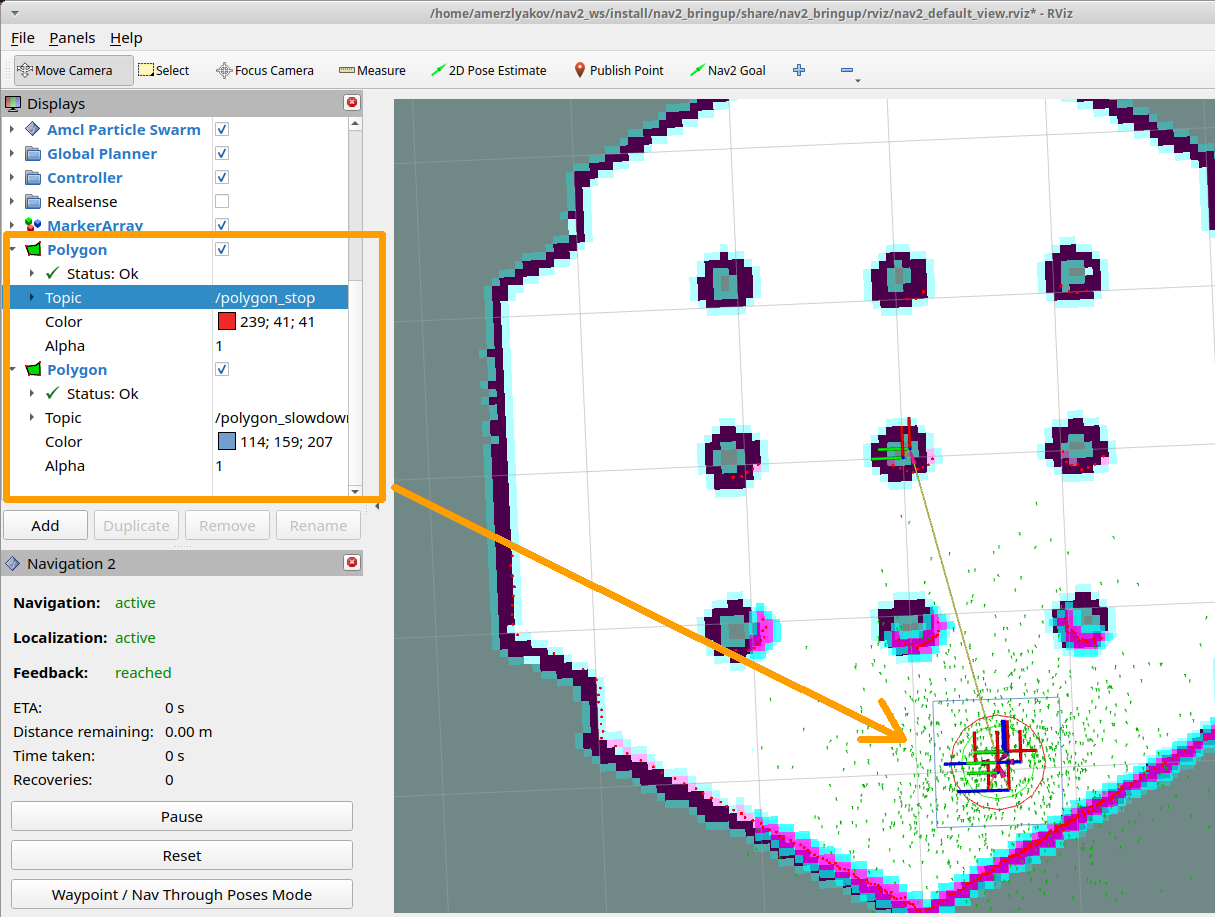 /home/amerzlyakov/nav2_ws/install/nav2_bringup/share/nav2_bringup/rviz/nav2_default_view.rviz* - RViz
File Panels Help
Move Camera Select Focus Camera Measure 2D Pose Estimate Publish Point Nav2 Goal
Displays
Amcl Particle Swarm
Global Planner
Controller
Realsense
MarkerArray
Polygon
Status: Ok
Topic /polygon_stop
Color 239; 41; 41
Alpha 1
Polygon
Status: Ok
Topic /polygon_slowdown
Color 114; 159; 207
Alpha 1
Add Duplicate Remove Rename
Navigation 2
Navigation: active
Localization: active
Feedback: reached
ETA: 0 s
Distance remaining: 0.00 m
Time taken: 0 s
Recoveries: 0
Pause
Reset
Waypoint / Nav Through Poses Mode